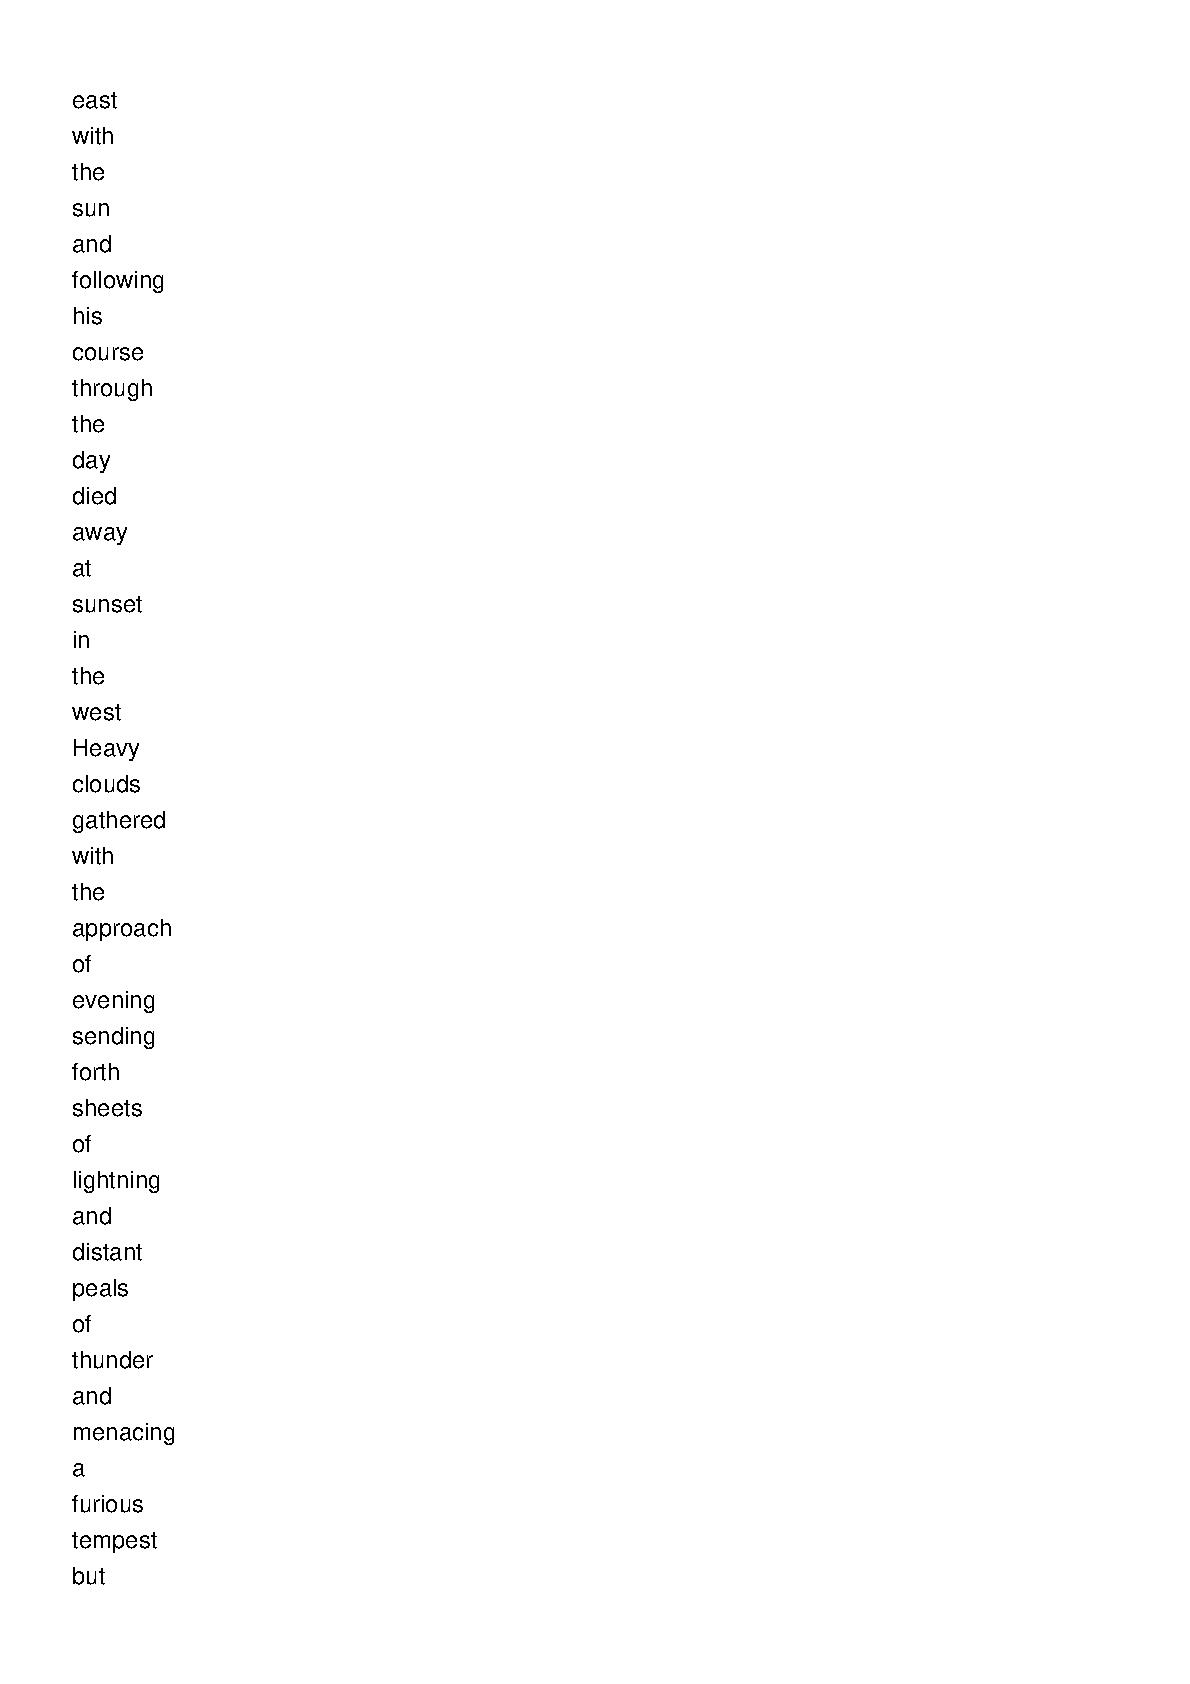 east
with
the
sun
and
following
his
course
through
the
day
died
away
at
sunset
in
the
west
Heavy
clouds
gathered
with
the
approach
of
evening
sending
forth
sheets
of
lightning
and
distant
peals
of
thunder
and
menacing
a
furious
tempest
but